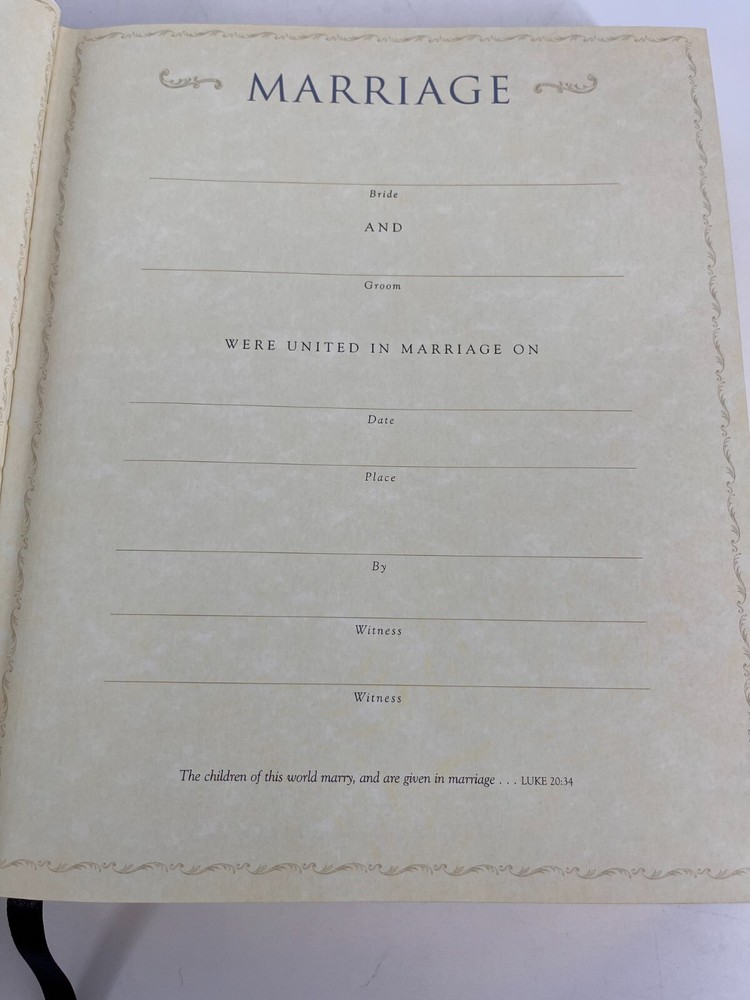 MARRIAGE
Bride
AND
Groom
WERE UNITED IN MARRIAGE ON
Date
Place
By
Witness
Witness
The children of this world marry, and are given in marriage . . . LUKE 20:34